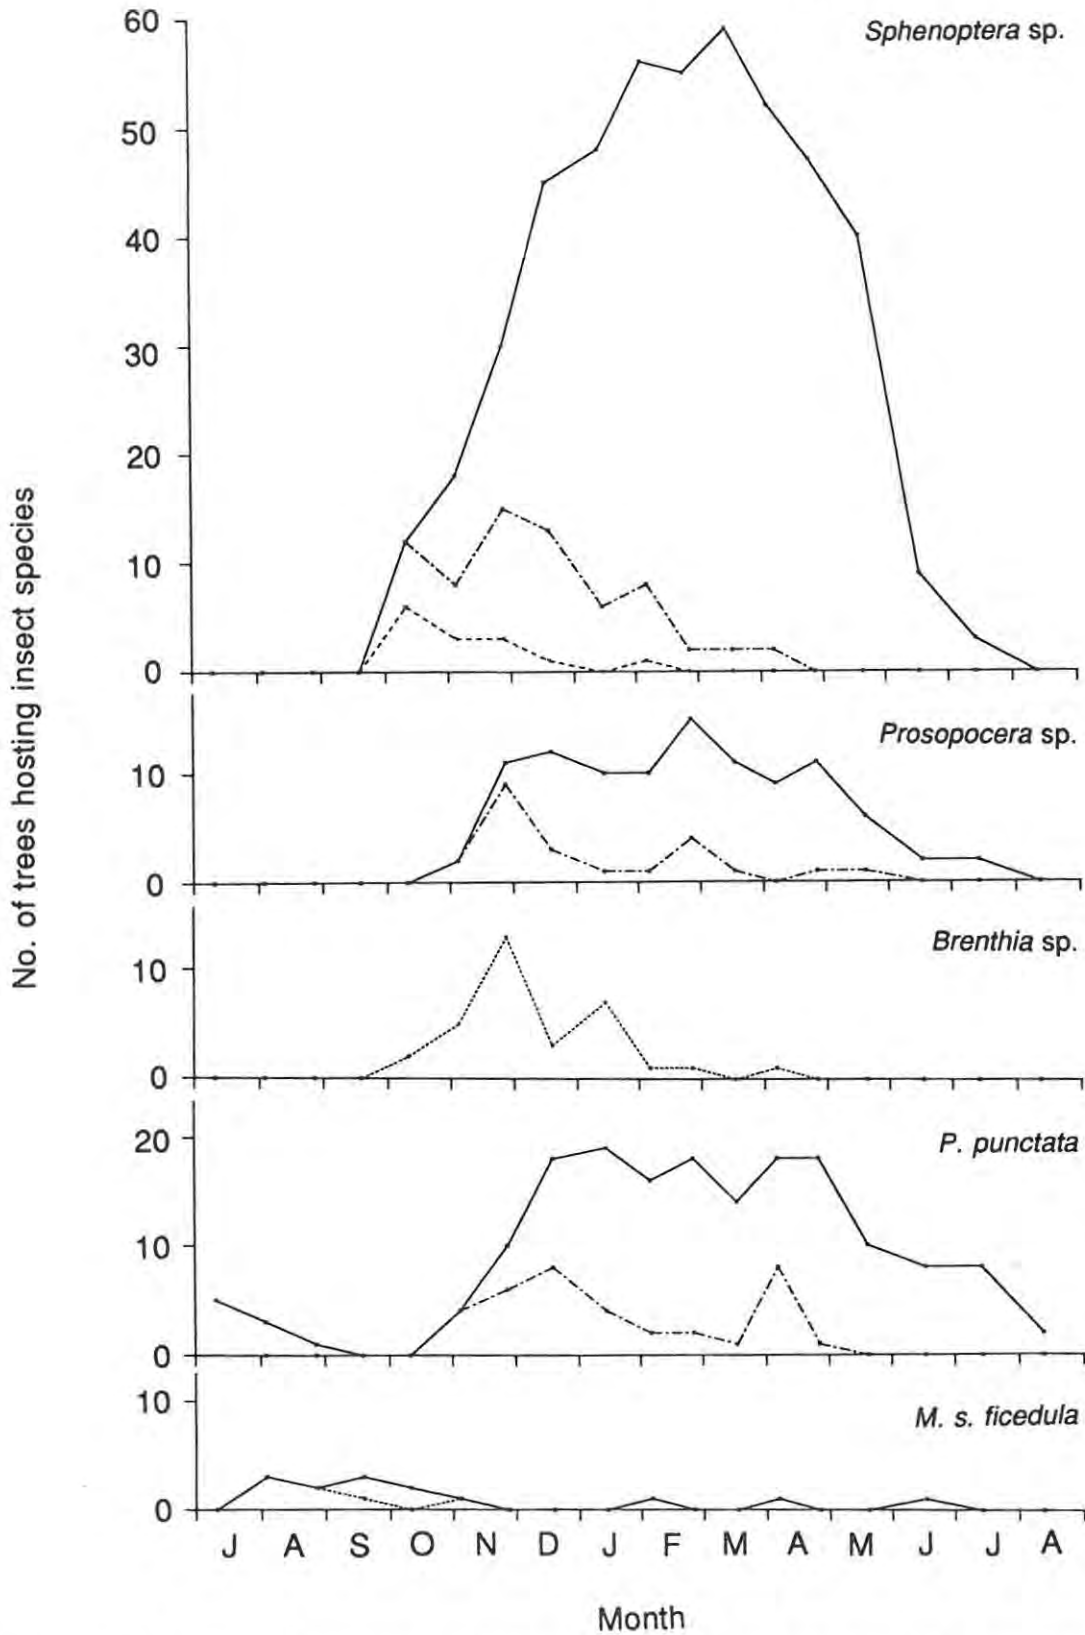 No. of trees hosting insect species
Sphenoptera sp.
60
50
40
30
20
10
0
Prosopocera sp.
10
0
Brenthia sp.
10
0
P. punctata
20
10
0
M. s. ficedula
10
0
J A S O N D J F M A M J J A
Month